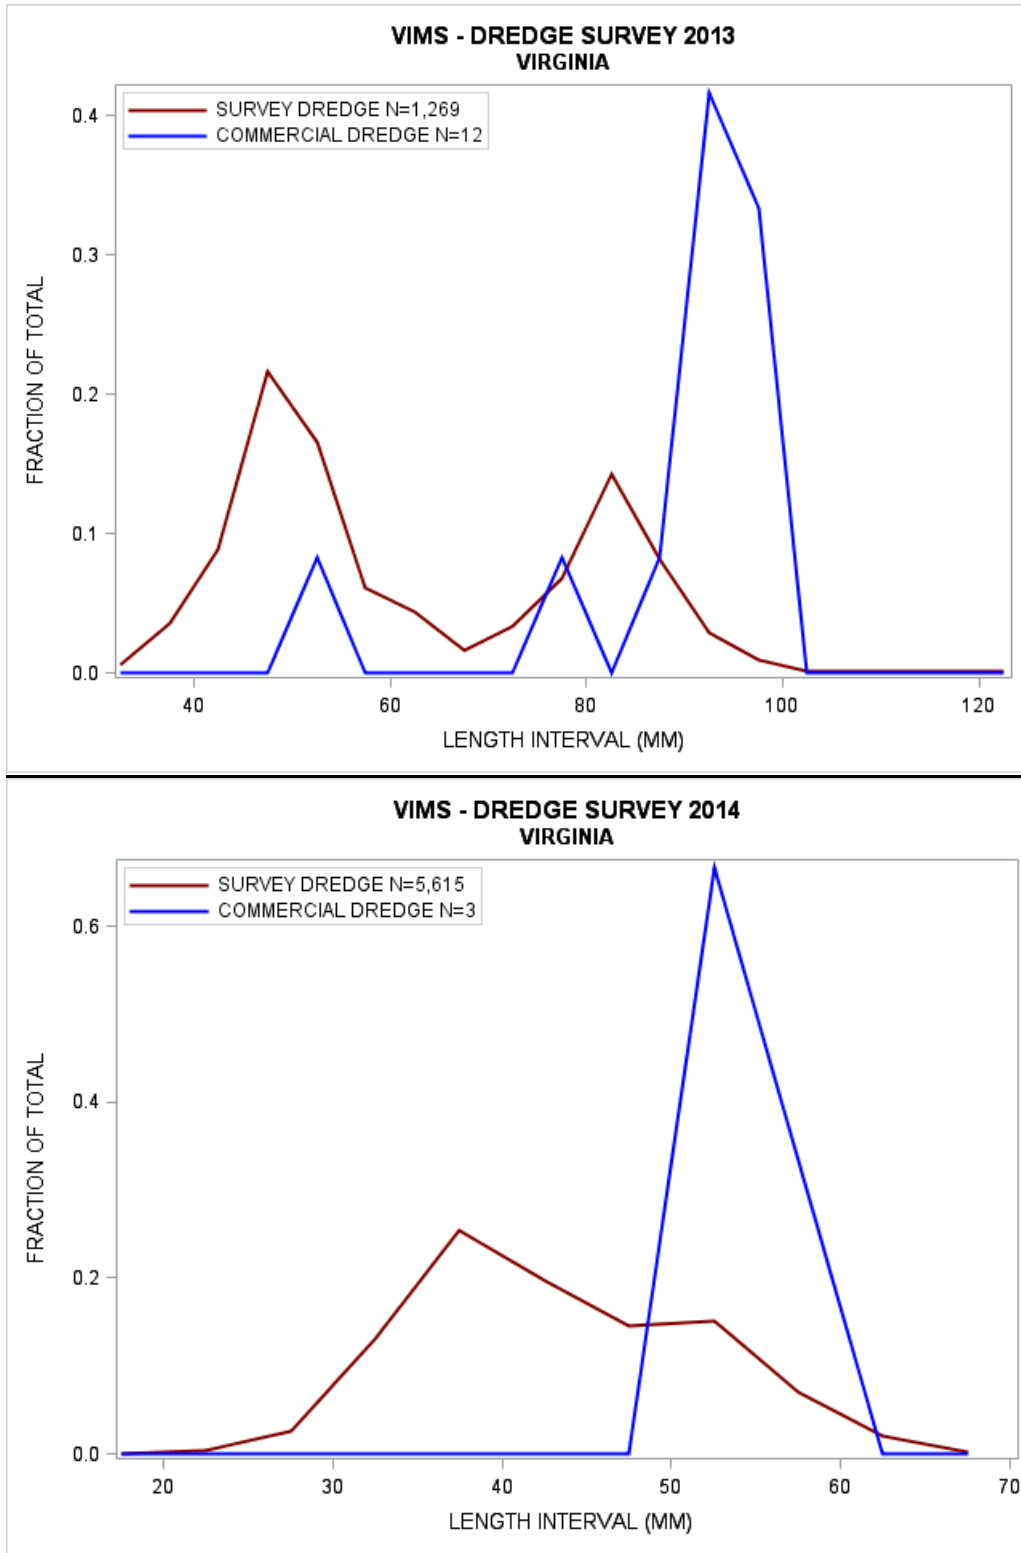 VIMS - DREDGE SURVEY 2013
VIRGINIA
SURVEY DREDGE N=1,269
COMMERCIAL DREDGE N=12
0.4
0.3
0.2
0.1
0.0
FRACTION OF TOTAL
40 60 80 100 120
LENGTH INTERVAL (MM)
VIMS - DREDGE SURVEY 2014
VIRGINIA
SURVEY DREDGE N=5,615
COMMERCIAL DREDGE N=3
0.6
0.4
0.2
0.0
FRACTION OF TOTAL
20 30 40 50 60 70
LENGTH INTERVAL (MM)